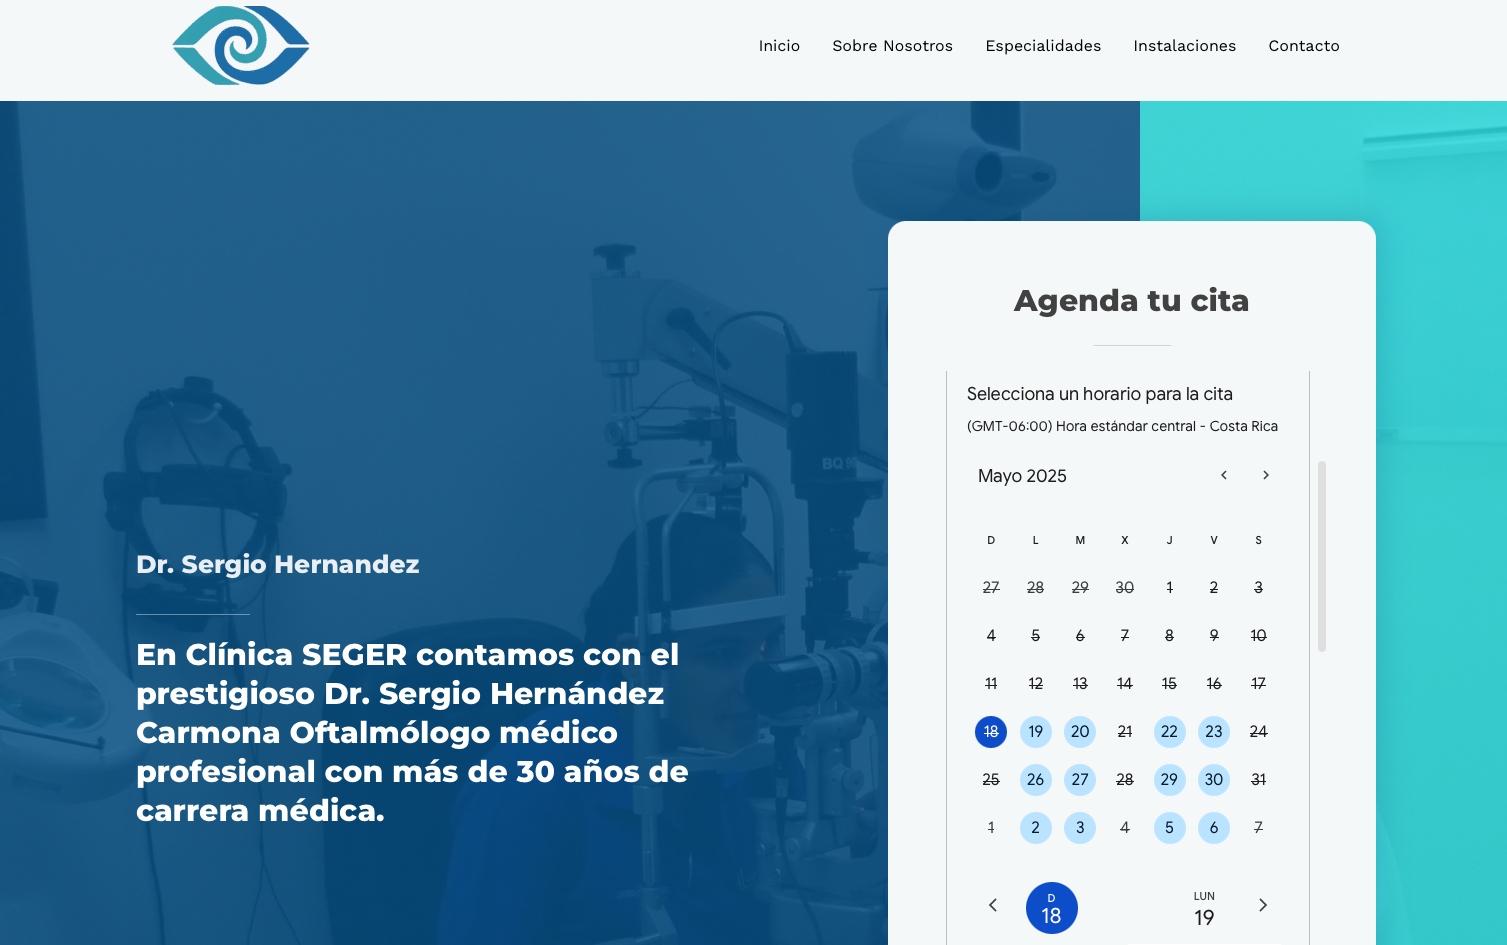 Inicio Sobre Nosotros Especialidades Instalaciones Contacto
Dr. Sergio Hernandez
En Clínica SEGER contamos con el
prestigioso Dr. Sergio Hernández
Carmona Oftalmólogo médico
profesional con más de 30 años de
carrera médica.
Agenda tu cita
Selecciona un horario para la cita
(GMT-06:00) Hora estándar central - Costa Rica
Mayo 2025
D L M X J V S
27 28 29 30 1 2 3
4 5 6 7 8 9 10
11 12 13 14 15 16 17
18 19 20 21 22 23 24
25 26 27 28 29 30 31
1 2 3 4 5 6 7
D LUN
18 19